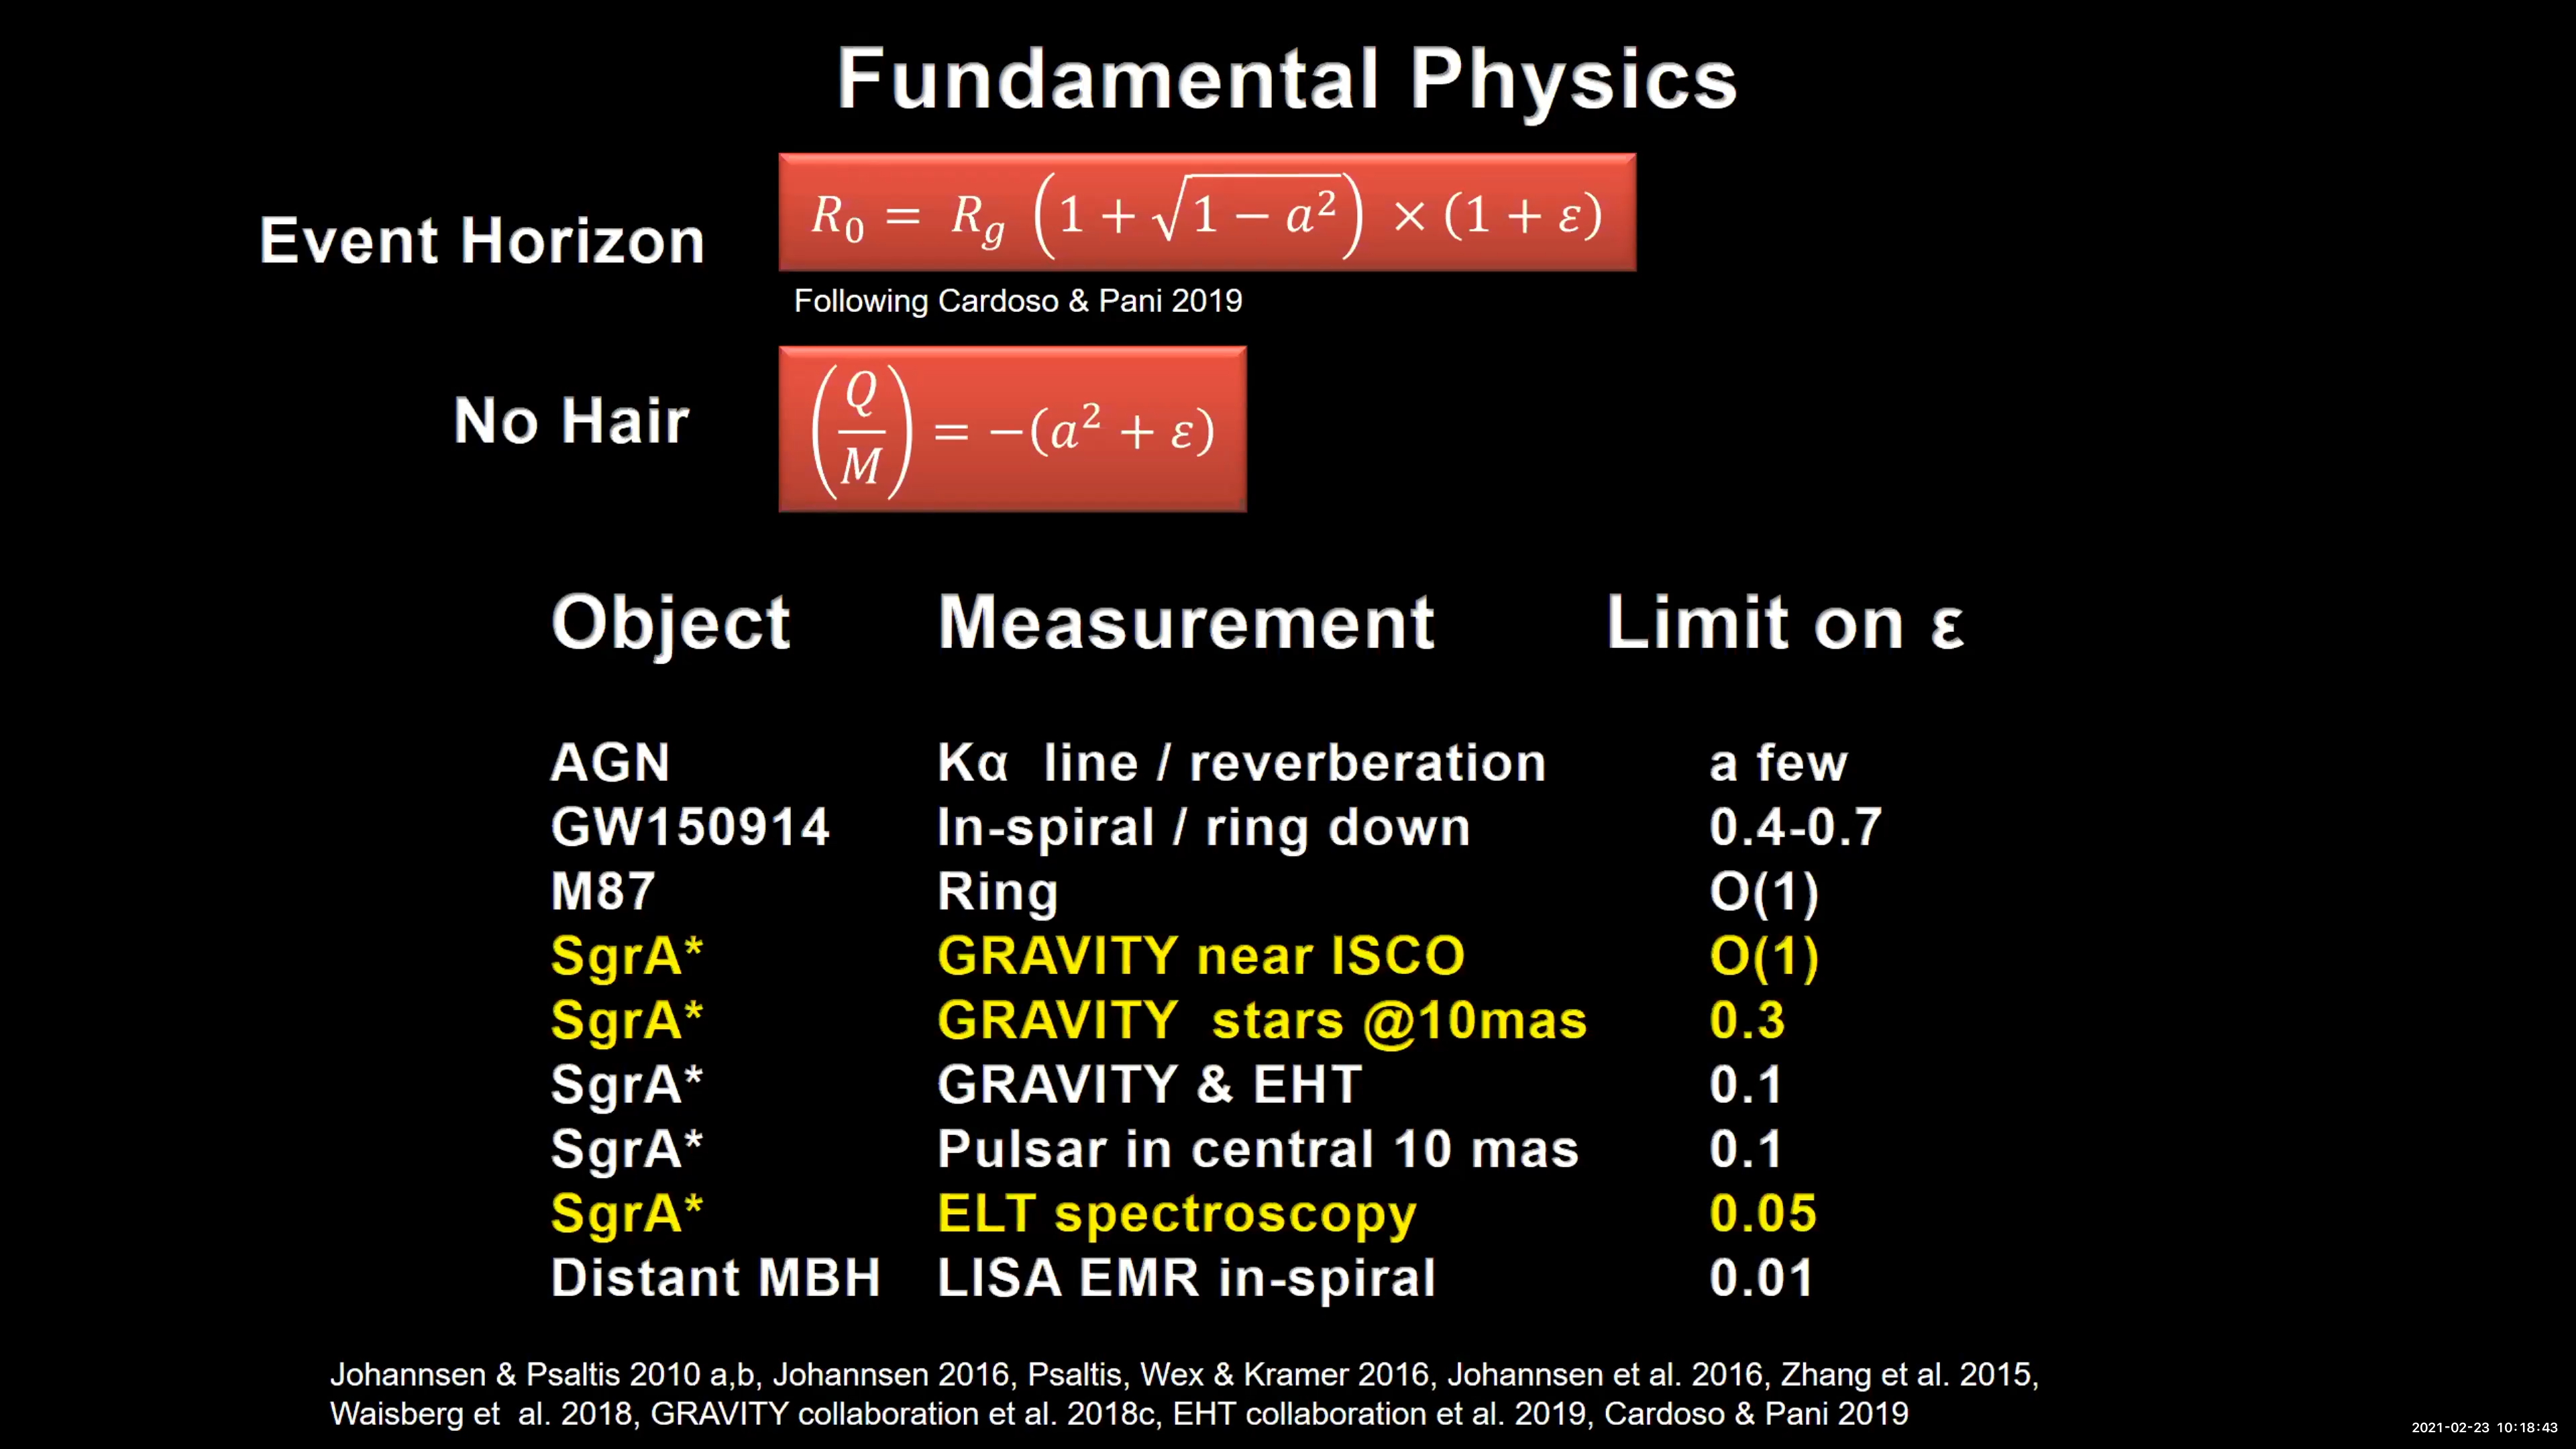 Fundamental Physics
Event Horizon
R₀ = R_g (1 + √(1 − a²)) × (1 + ε)
Following Cardoso & Pani 2019
No Hair
(Q/M) = −(a² + ε)
Object Measurement Limit on ε
AGN Kα line / reverberation a few
GW150914 In-spiral / ring down 0.4-0.7
M87 Ring O(1)
SgrA* GRAVITY near ISCO O(1)
SgrA* GRAVITY stars @10mas 0.3
SgrA* GRAVITY & EHT 0.1
SgrA* Pulsar in central 10 mas 0.1
SgrA* ELT spectroscopy 0.05
Distant MBH LISA EMR in-spiral 0.01
Johannsen & Psaltis 2010 a,b, Johannsen 2016, Psaltis, Wex & Kramer 2016, Johannsen et al. 2016, Zhang et al. 2015,
Waisberg et al. 2018, GRAVITY collaboration et al. 2018c, EHT collaboration et al. 2019, Cardoso & Pani 2019
2021-02-23 10:18:43